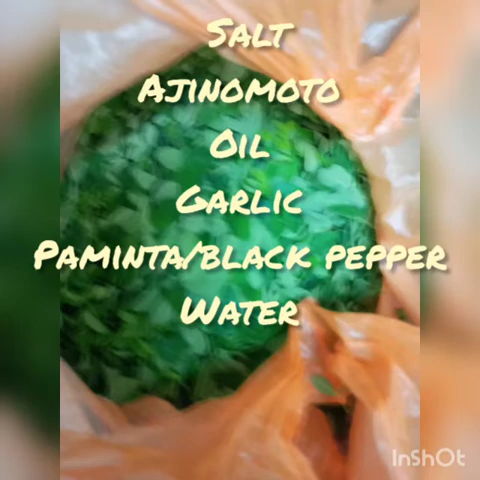 Salt
Ajinomoto
Oil
Garlic
Paminta/black pepper
Water
InShOt